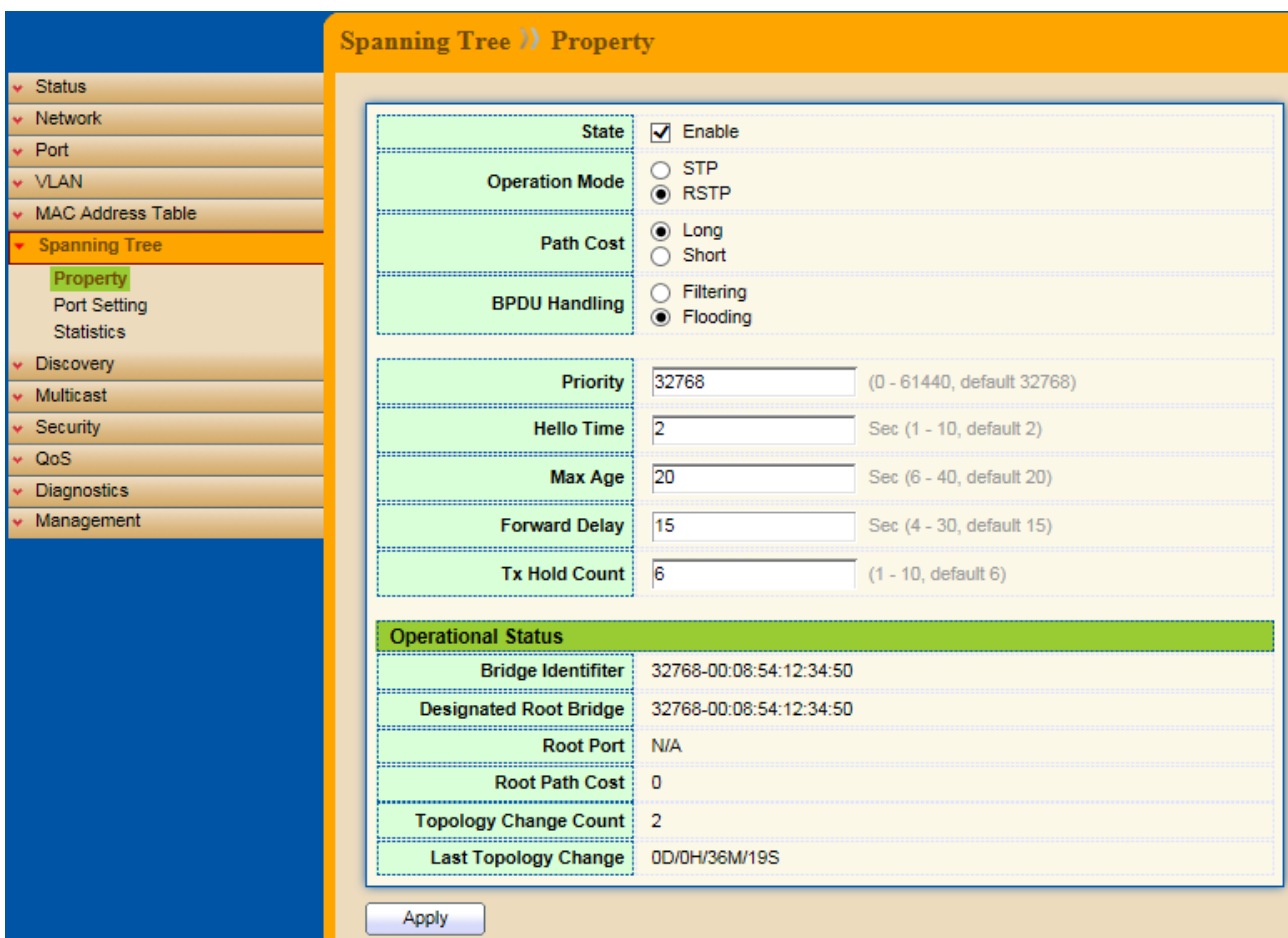 Spanning Tree Property
Status
Network
Port
VLAN
MAC Address Table
Spanning Tree
Property
Port Setting
Statistics
Discovery
Multicast
Security
QoS
Diagnostics
Management
State Enable
Operation Mode STP
RSTP
Path Cost Long
Short
BPDU Handling Filtering
Flooding
Priority 32768 (0 - 61440, default 32768)
Hello Time 2 Sec (1 - 10, default 2)
Max Age 20 Sec (6 - 40, default 20)
Forward Delay 15 Sec (4 - 30, default 15)
Tx Hold Count 6 (1 - 10, default 6)
Operational Status
Bridge Identifiter 32768-00:08:54:12:34:50
Designated Root Bridge 32768-00:08:54:12:34:50
Root Port N/A
Root Path Cost 0
Topology Change Count 2
Last Topology Change 0D/0H/36M/19S
Apply